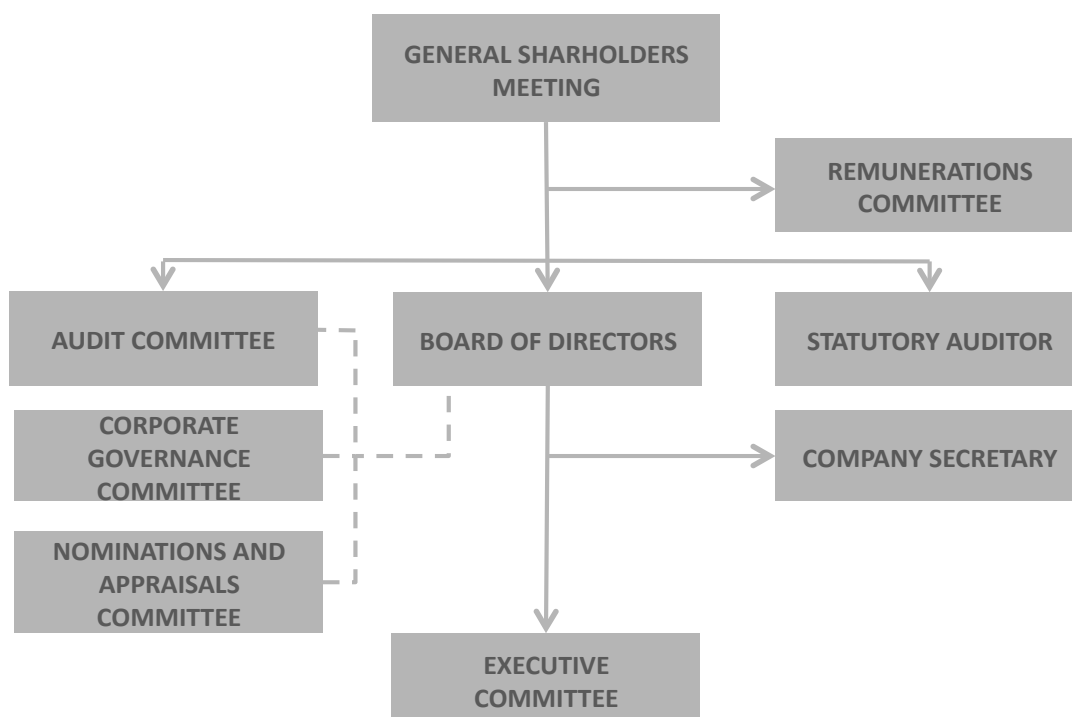 GENERAL SHARHOLDERS
MEETING
REMUNERATIONS
COMMITTEE
AUDIT COMMITTEE
BOARD OF DIRECTORS
STATUTORY AUDITOR
CORPORATE
GOVERNANCE
COMMITTEE
COMPANY SECRETARY
NOMINATIONS AND
APPRAISALS
COMMITTEE
EXECUTIVE
COMMITTEE